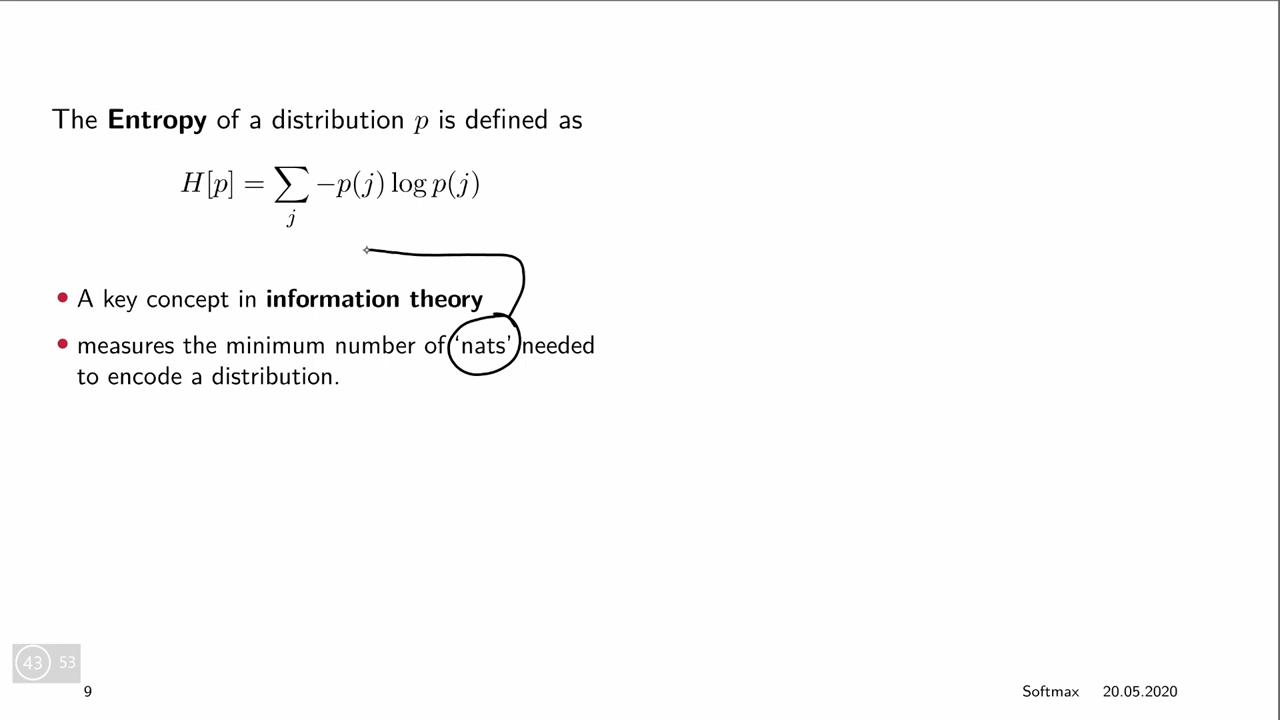 The Entropy of a distribution p is defined as
H[p] = ∑ −p(j) log p(j)
j
• A key concept in information theory
• measures the minimum number of ‘nats’ needed
to encode a distribution.
43 53
9
Softmax 20.05.2020